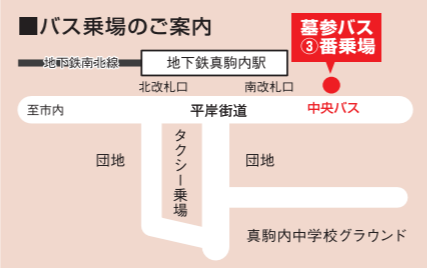 ■バス乗場のご案内
墓参バス
③番乗場
地下鉄南北線
地下鉄真駒内駅
北改札口
南改札口
至市内
平岸街道
中央バス
団地
タクシー乗場
団地
真駒内中学校グラウンド